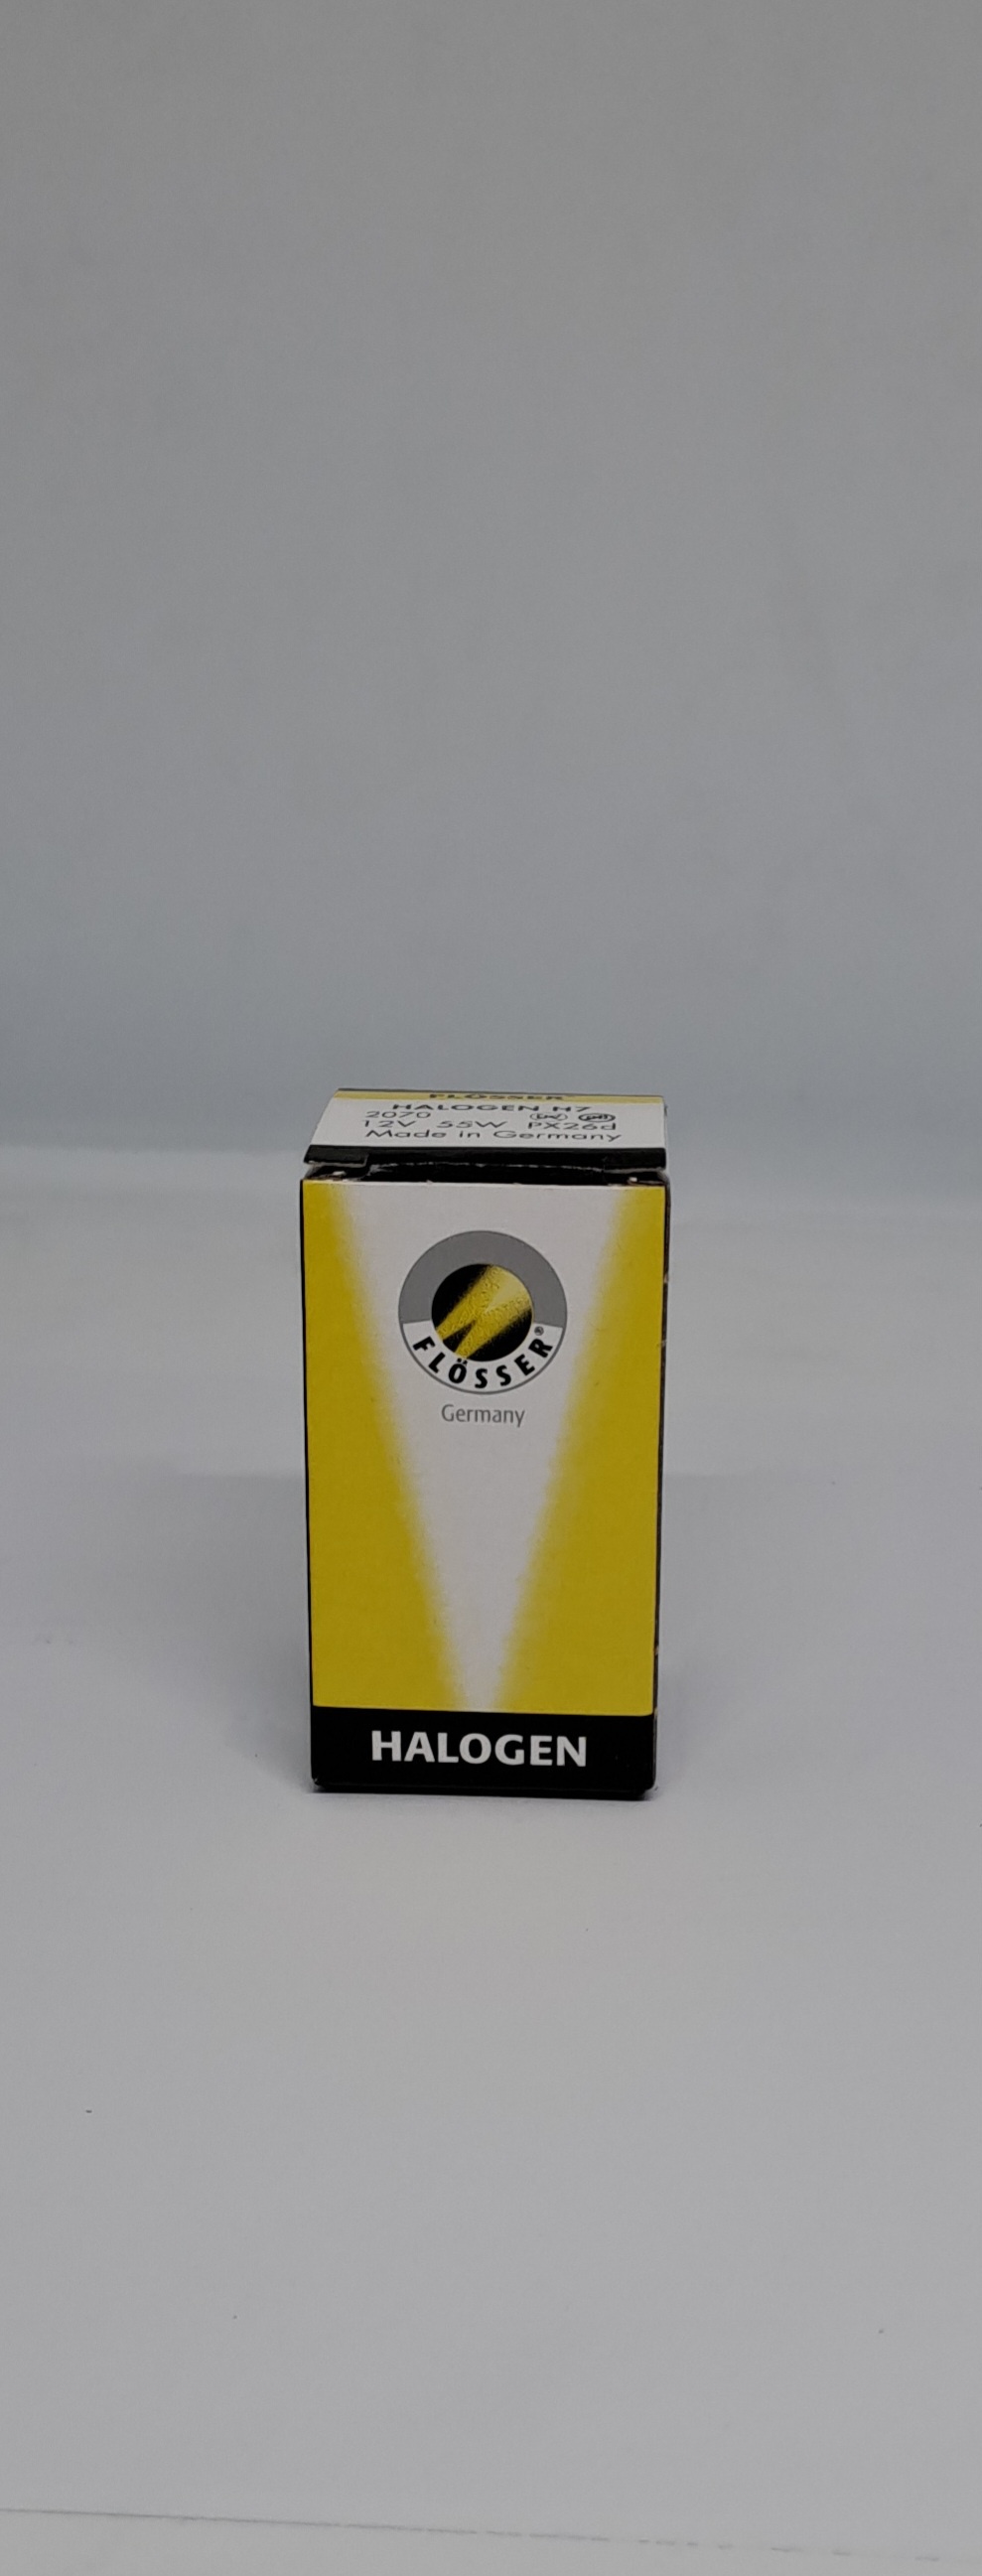 FLÖSSER
HALOGEN H7
2070
12V 55W PX26d
Made in Germany
FLÖSSER®
Germany
HALOGEN